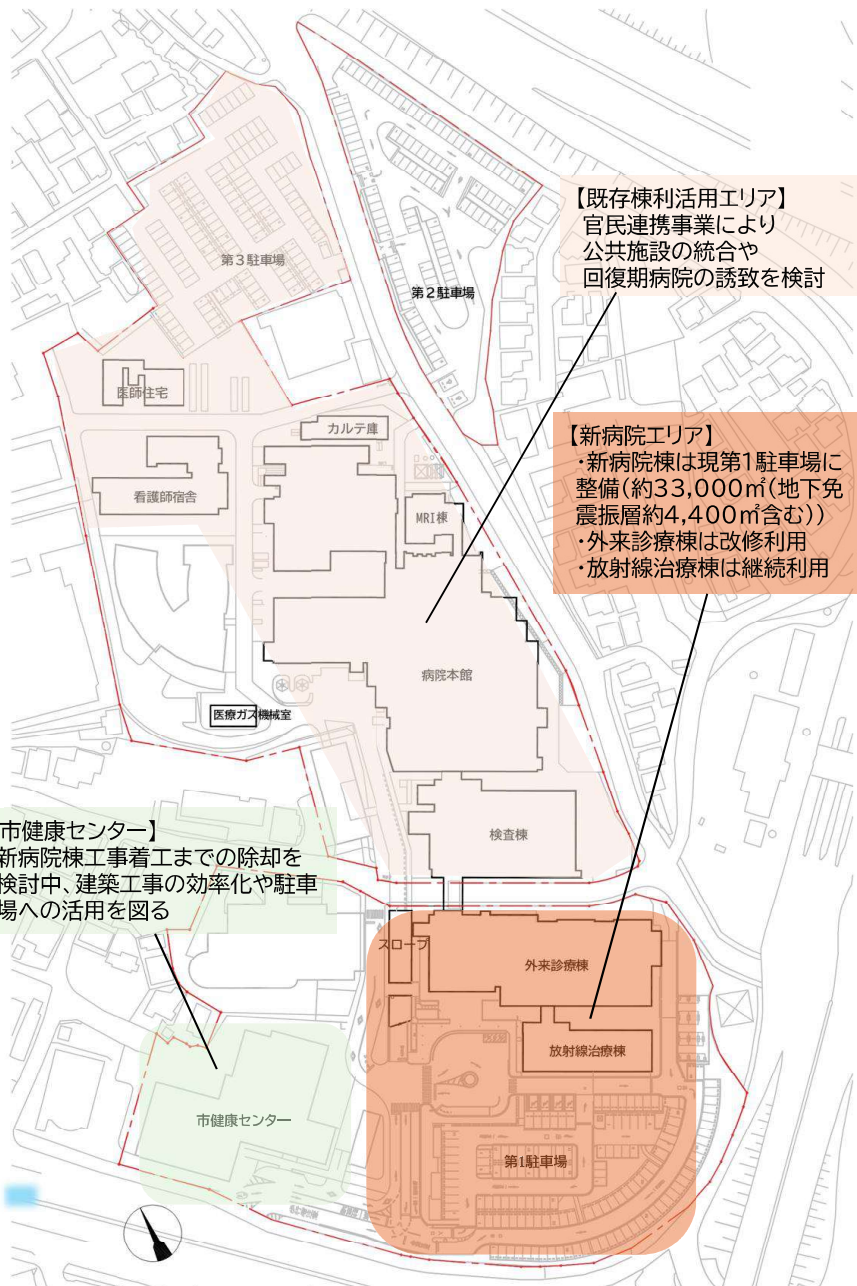 【既存棟利活用エリア】
官民連携事業により
公共施設の統合や
回復期病院の誘致を検討
第3駐車場
第2駐車場
医師住宅
カルテ庫
【新病院エリア】
・新病院棟は現第1駐車場に
整備(約33,000㎡(地下免
震振層約4,400㎡含む))
・外来診療棟は改修利用
・放射線治療棟は継続利用
看護師宿舎
MRI棟
病院本館
医療ガス機械室
市健康センター】
新病院棟工事着工までの除却を
検討中、建築工事の効率化や駐車
場への活用を図る
検査棟
スロープ
外来診療棟
放射線治療棟
市健康センター
第1駐車場